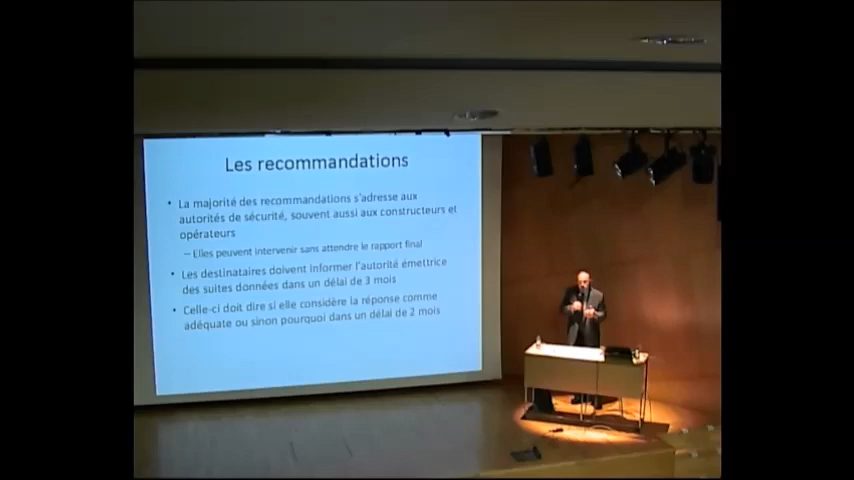 Les recommandations
• La majorité des recommandations s'adresse aux
autorités de sécurité, souvent aussi aux constructeurs et
opérateurs
– Elles peuvent intervenir sans attendre le rapport final
• Les destinataires doivent informer l'autorité émettrice
des suites données dans un délai de 3 mois
• Celle-ci doit dire si elle considère la réponse comme
adéquate ou sinon pourquoi dans un délai de 2 mois